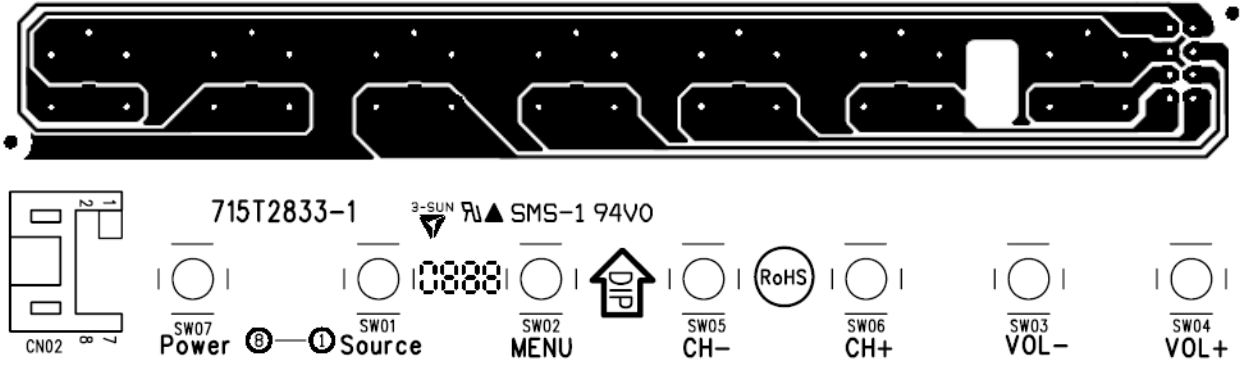 715T2833-1 3-SUN SMS-1 94V0
2 1
0888
DIP
RoHS
SW07 SW01 SW02 SW05 SW06 SW03 SW04
CN02 8 7 Power 8 1 Source MENU CH- CH+ VOL- VOL+